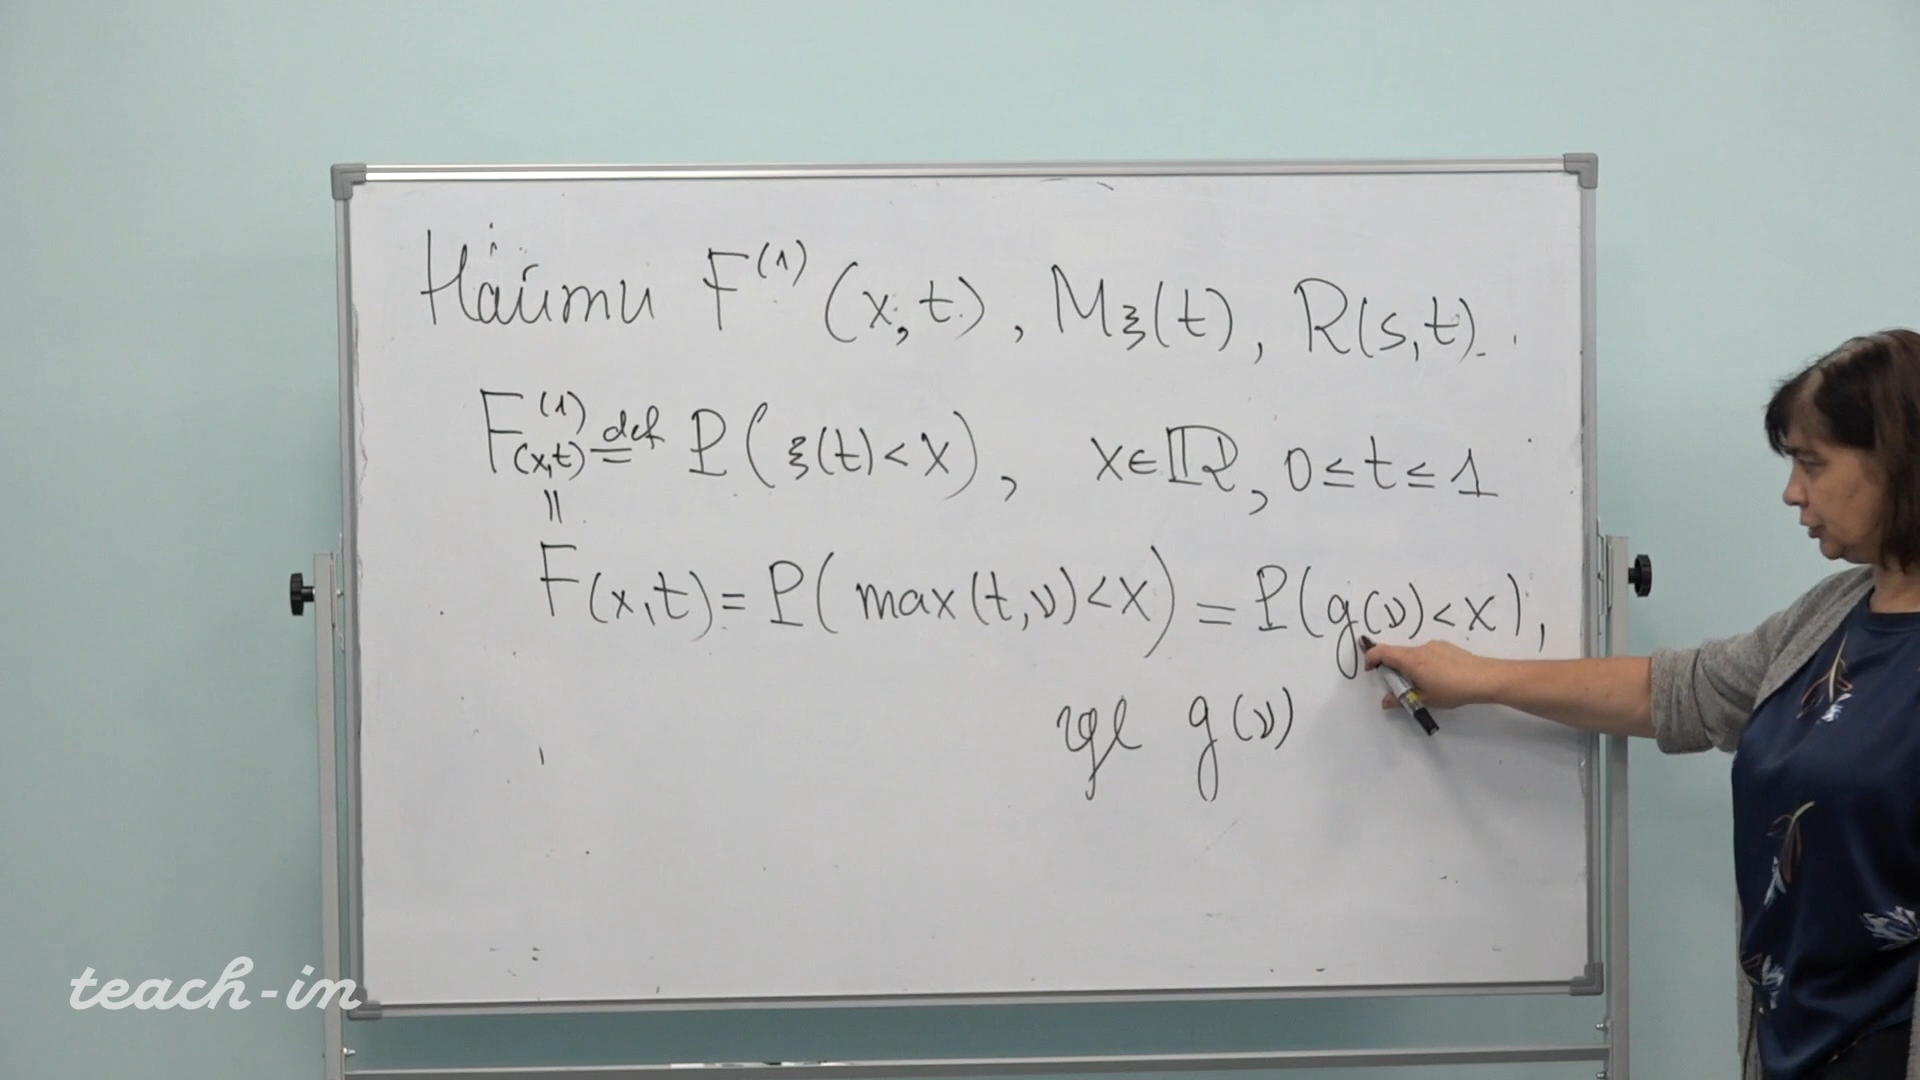 Найти F⁽¹⁾(x,t), Mξ(t), R(s,t).
F⁽¹⁾(x,t) def= P(ξ(t)<x), x∈ℝ, 0≤t≤1
||
F(x,t)=P(max(t,ν)<x)=P(g(ν)<x),
где g(ν)
teach-in